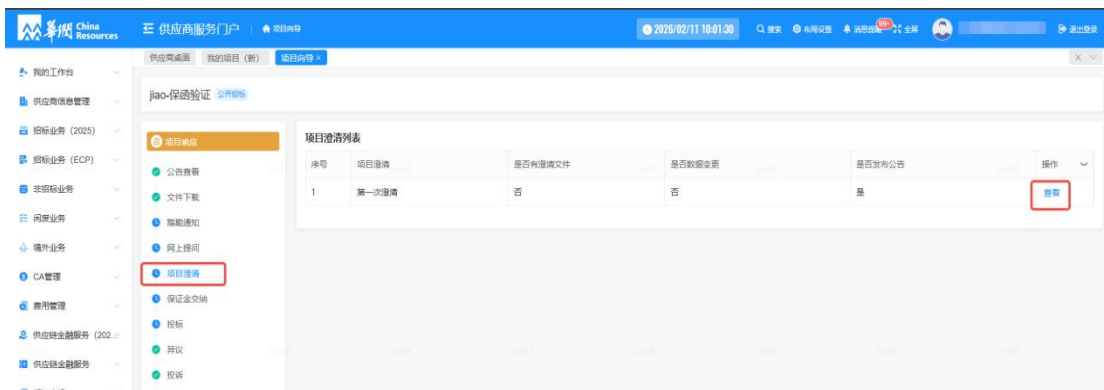 華潤 China Resources
供应商服务门户 项目向导 2026/02/11 10:01:30 搜索 布局设置 消息提醒 99+ 全屏 退出登录
供应商桌面 我的项目（新） 项目向导 ×
我的工作台
供应商信息管理
招标业务（2025）
招标业务（ECP）
非招标业务
闲废业务
境外业务
CA管理
费用管理
供应链金融服务（202...
供应链金融服务
jiao-保函验证 公开招标
项目响应
公告查看
文件下载
踏勘通知
网上提问
项目澄清
保证金交纳
投标
异议
投诉
项目澄清列表
序号 项目澄清 是否有澄清文件 是否数据变更 是否发布公告 操作
1 第一次澄清 否 否 是 查看